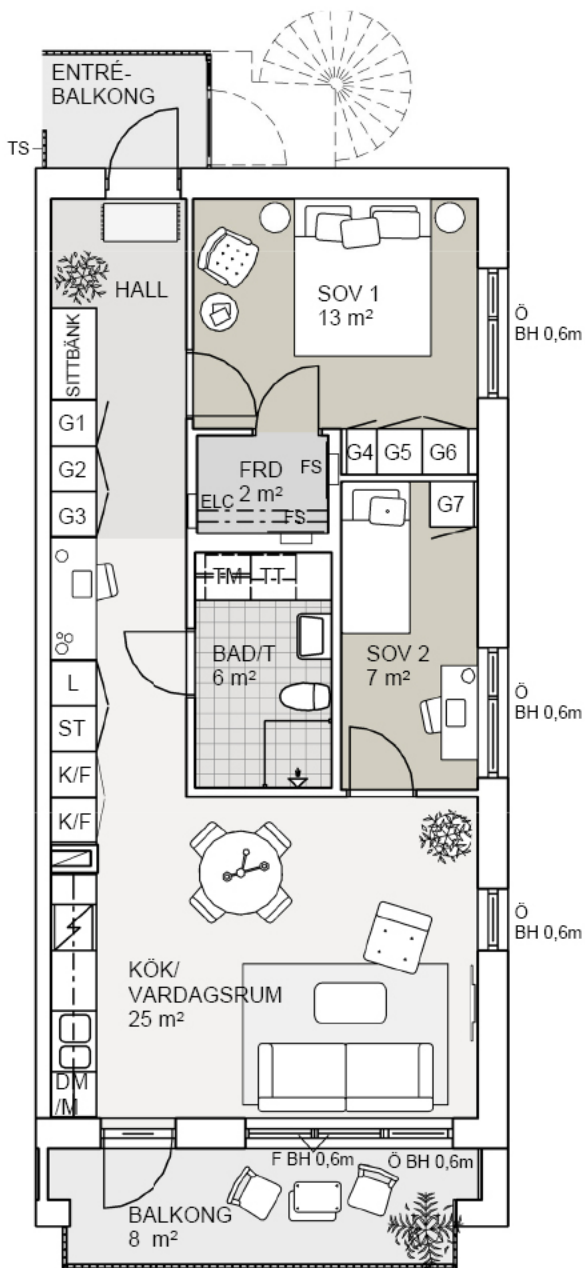 ENTRÉ-
BALKONG
TS
HALL
SOV 1
13 m²
Ö
BH 0,6m
SITTBÄNK
G1
G2
G3
G4 G5 G6
FRD
2 m²
FS
ELC
FS
G7
TM TT
BAD/T
6 m²
SOV 2
7 m²
Ö
BH 0,6m
L
ST
K/F
K/F
Ö
BH 0,6m
KÖK/
VARDAGSRUM
25 m²
DM
/M
F BH 0,6m Ö BH 0,6m
BALKONG
8 m²